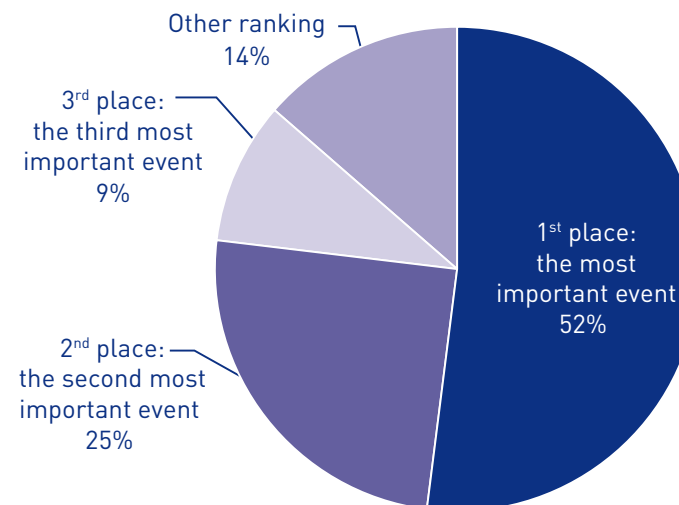 Other ranking
14%
3rd place:
the third most
important event
9%
1st place:
the most
important event
52%
2nd place:
the second most
important event
25%